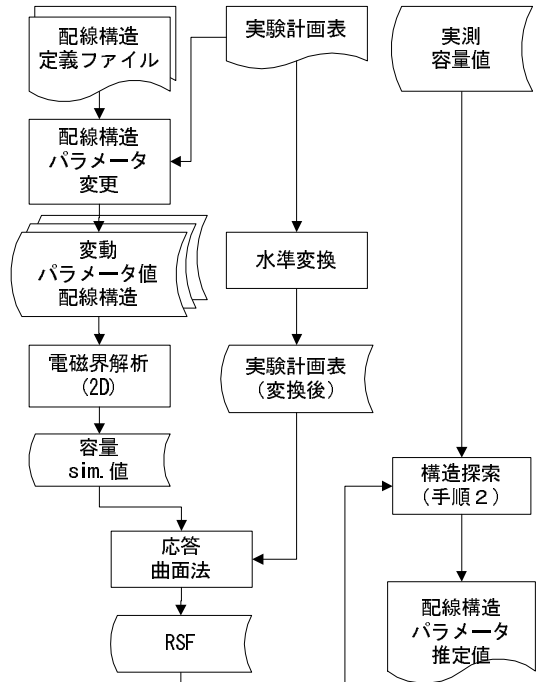 配線構造
定義ファイル
実験計画表
実測
容量値
配線構造
パラメータ
変更
変動
パラメータ値
配線構造
水準変換
電磁界解析
(2D)
実験計画表
(変換後)
容量
sim.値
構造探索
(手順２)
応答
曲面法
配線構造
パラメータ
推定値
RSF